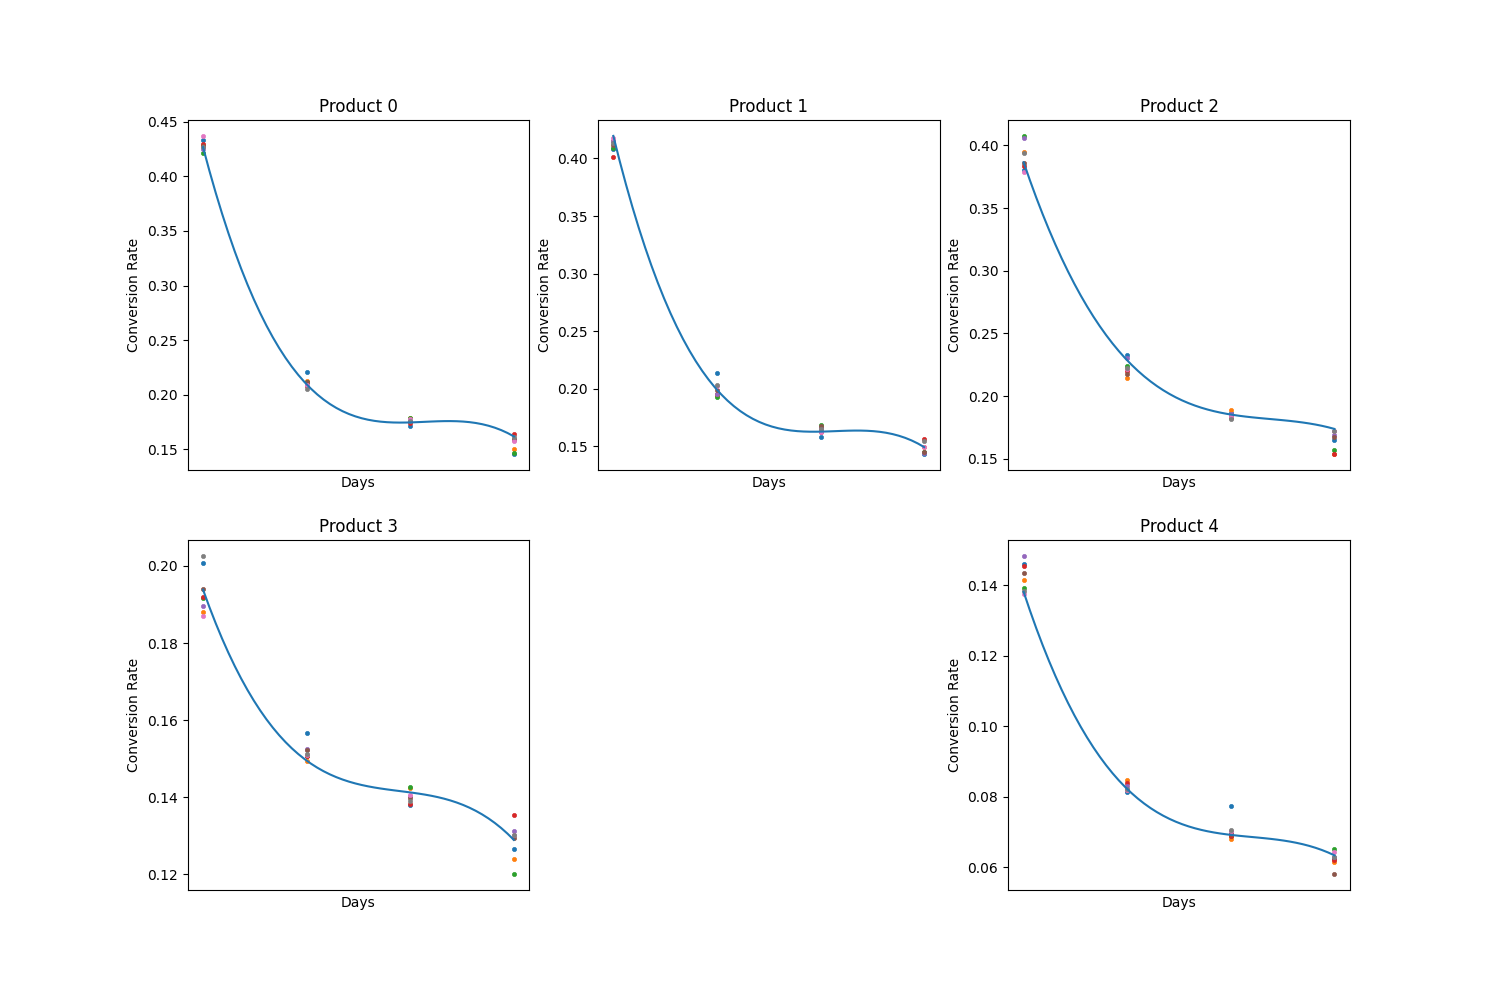 Product 0
0.45
0.40
0.35
0.30
0.25
0.20
0.15
Conversion Rate
Days
Product 1
0.40
0.35
0.30
0.25
0.20
0.15
Conversion Rate
Days
Product 2
0.40
0.35
0.30
0.25
0.20
0.15
Conversion Rate
Days
Product 3
0.20
0.18
0.16
0.14
0.12
Conversion Rate
Days
Product 4
0.14
0.12
0.10
0.08
0.06
Conversion Rate
Days